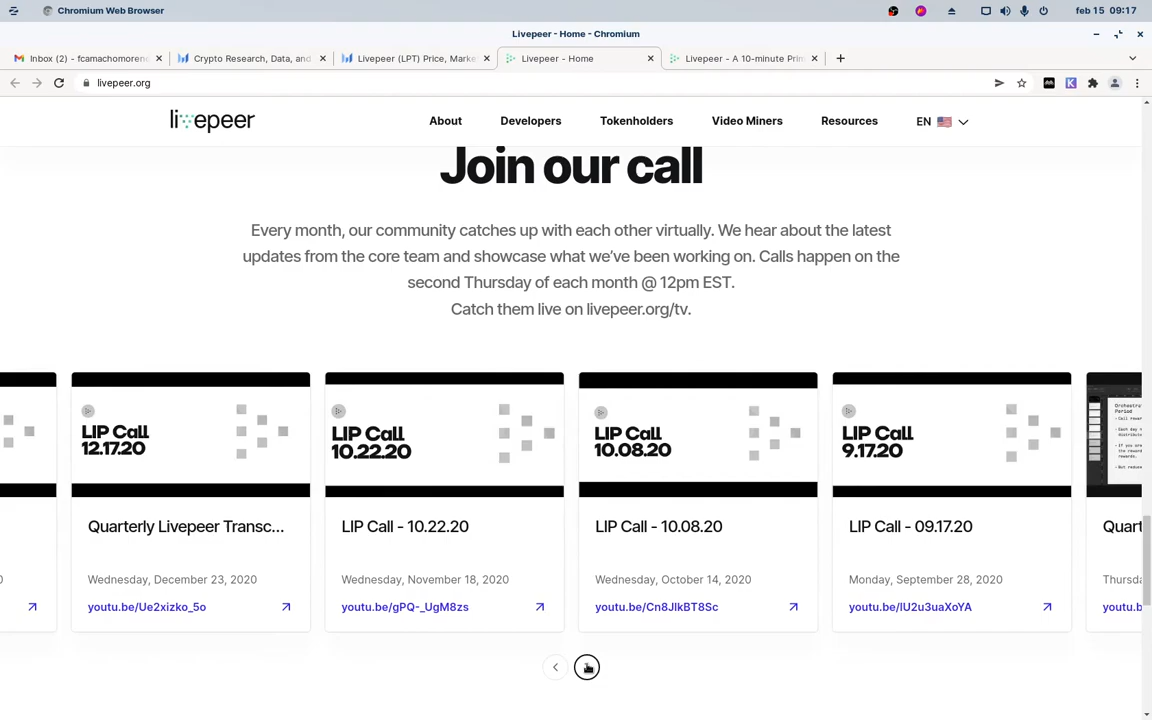 Chromium Web Browser
feb 15 09:17
Livepeer - Home - Chromium
Inbox (2) - fcamachomoren
Crypto Research, Data, and
Livepeer (LPT) Price, Marke
Livepeer - Home
Livepeer - A 10-minute Prim
livepeer.org
livepeer
About
Developers
Tokenholders
Video Miners
Resources
EN
Join our call
Every month, our community catches up with each other virtually. We hear about the latest
updates from the core team and showcase what we've been working on. Calls happen on the
second Thursday of each month @ 12pm EST.
Catch them live on livepeer.org/tv.
LIP Call
12.17.20
Quarterly Livepeer Transc...
Wednesday, December 23, 2020
youtu.be/Ue2xizko_5o
LIP Call
10.22.20
LIP Call - 10.22.20
Wednesday, November 18, 2020
youtu.be/gPQ-_UgM8zs
LIP Call
10.08.20
LIP Call - 10.08.20
Wednesday, October 14, 2020
youtu.be/Cn8JlkBT8Sc
LIP Call
9.17.20
LIP Call - 09.17.20
Monday, September 28, 2020
youtu.be/lU2u3uaXoYA
Quart
Thursda
youtu.b